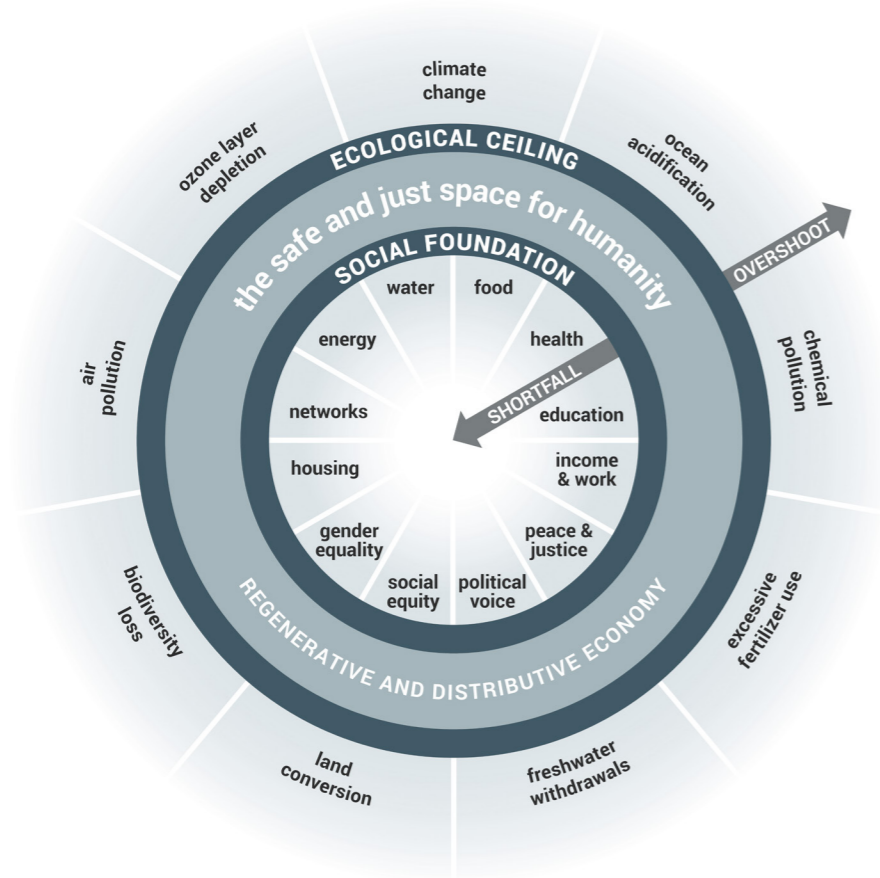 climate
change
ozone layer
depletion
ocean
acidification
ECOLOGICAL CEILING
the safe and just space for humanity
SOCIAL FOUNDATION
OVERSHOOT
water
food
energy
health
SHORTFALL
air
pollution
chemical
pollution
networks
education
housing
income
& work
gender
equality
peace &
justice
social
equity
political
voice
biodiversity
loss
excessive
fertilizer use
REGENERATIVE AND DISTRIBUTIVE ECONOMY
land
conversion
freshwater
withdrawals